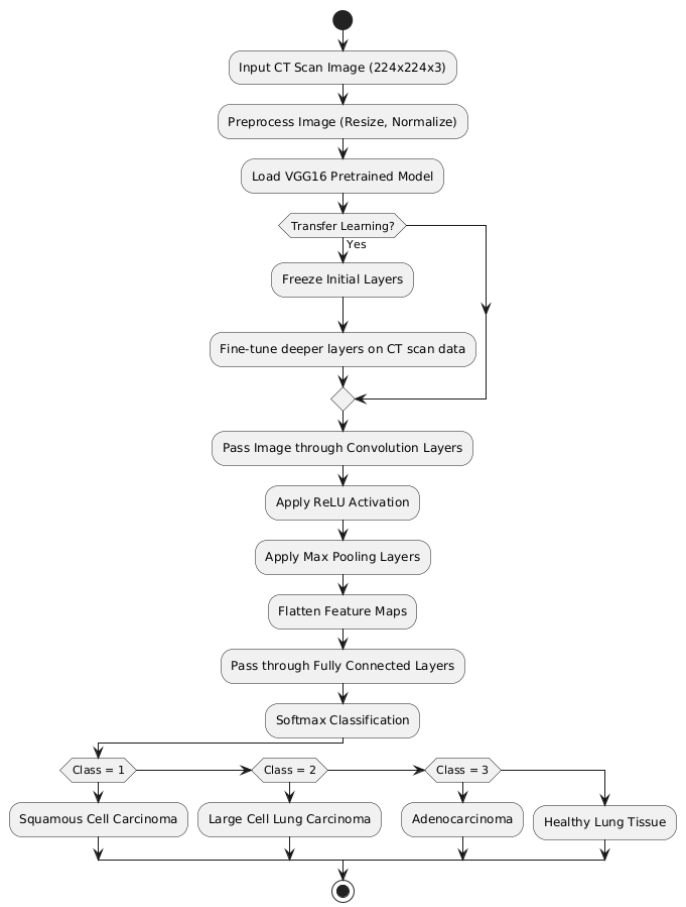 Input CT Scan Image (224x224x3)
Preprocess Image (Resize, Normalize)
Load VGG16 Pretrained Model
Transfer Learning?
Yes
Freeze Initial Layers
Fine-tune deeper layers on CT scan data
Pass Image through Convolution Layers
Apply ReLU Activation
Apply Max Pooling Layers
Flatten Feature Maps
Pass through Fully Connected Layers
Softmax Classification
Class = 1
Class = 2
Class = 3
Squamous Cell Carcinoma
Large Cell Lung Carcinoma
Adenocarcinoma
Healthy Lung Tissue